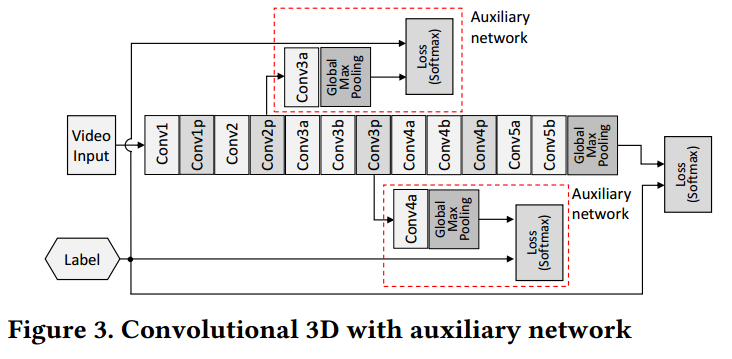 Auxiliary
network
Conv3a
Global
Max
Pooling
Loss
(Softmax)
Video
Input
Conv1
Conv1p
Conv2
Conv2p
Conv3a
Conv3b
Conv3p
Conv4a
Conv4b
Conv4p
Conv5a
Conv5b
Global
Max
Pooling
Loss
(Softmax)
Auxiliary
network
Conv4a
Global
Max
Pooling
Loss
(Softmax)
Label
Figure 3. Convolutional 3D with auxiliary network